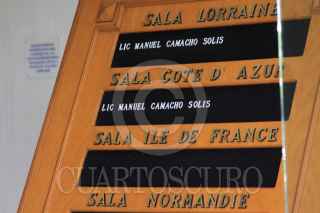 SALA LORRAINE
LIC MANUEL CAMACHO SOLIS
SALA COTE D' AZUR
LIC MANUEL CAMACHO SOLIS
SALA ILE DE FRANCE
CUARTOSCURO
SALA NORMANDIE